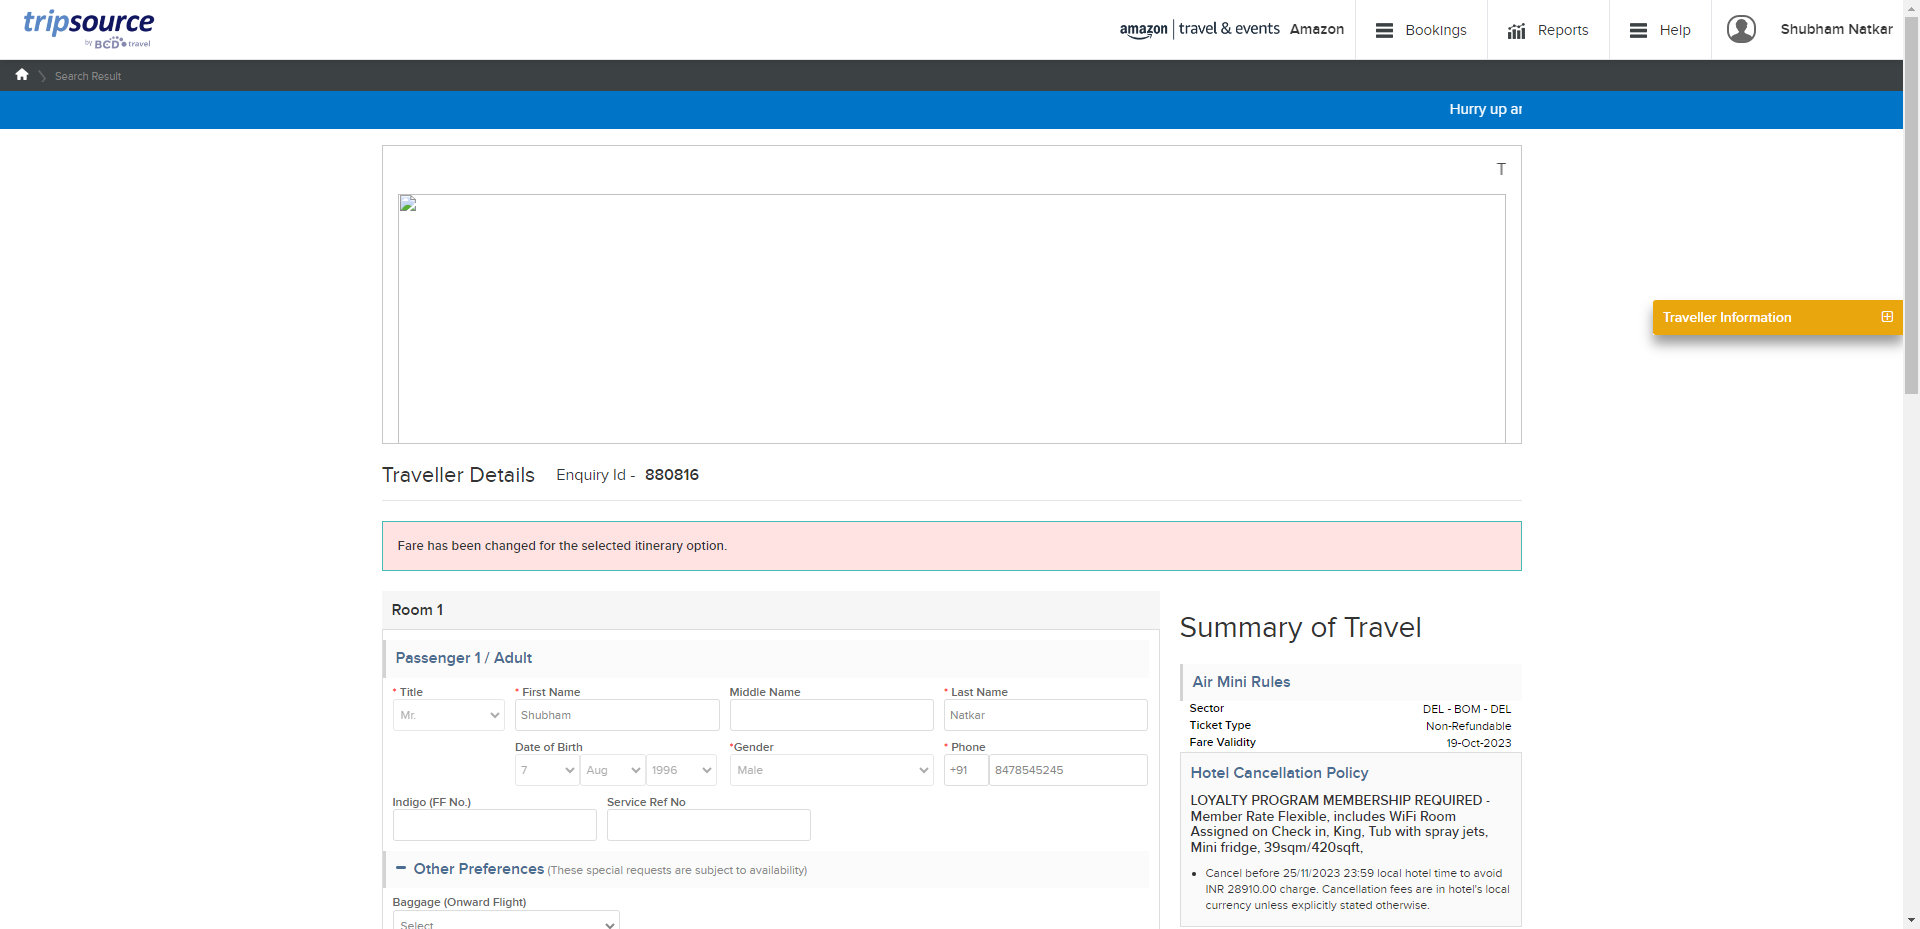 tripsource
by BCD travel
amazon | travel & events Amazon
Bookings
Reports
Help
Shubham Natkar
Search Result
Hurry up ar
T
Traveller Information
Traveller Details Enquiry Id - 880816
Fare has been changed for the selected itinerary option.
Room 1
Passenger 1 / Adult
* Title * First Name Middle Name * Last Name
Mr. Shubham Natkar
Date of Birth *Gender * Phone
7 Aug 1996 Male +91 8478545245
Indigo (FF No.) Service Ref No
Other Preferences (These special requests are subject to availability)
Baggage (Onward Flight)
Select
Summary of Travel
Air Mini Rules
Sector DEL - BOM - DEL
Ticket Type Non-Refundable
Fare Validity 19-Oct-2023
Hotel Cancellation Policy
LOYALTY PROGRAM MEMBERSHIP REQUIRED -
Member Rate Flexible, includes WiFi Room
Assigned on Check in, King, Tub with spray jets,
Mini fridge, 39sqm/420sqft,
• Cancel before 25/11/2023 23:59 local hotel time to avoid
INR 28910.00 charge. Cancellation fees are in hotel's local
currency unless explicitly stated otherwise.